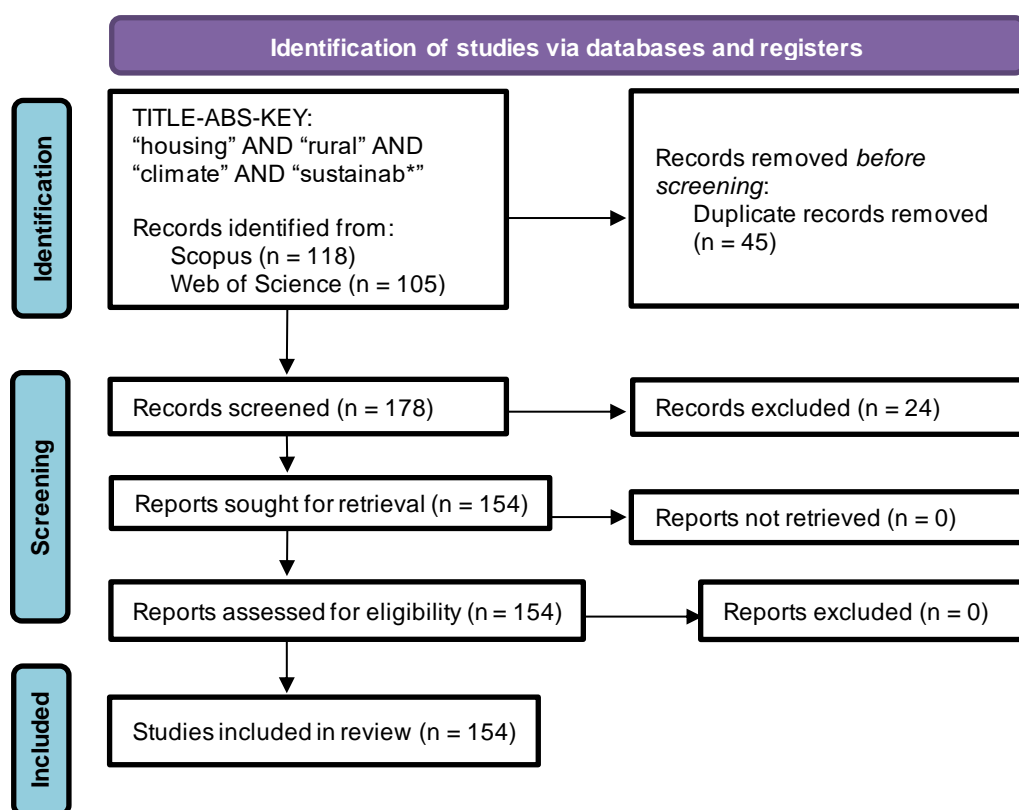 Identification of studies via databases and registers
Identification
TITLE-ABS-KEY:
“housing” AND “rural” AND
“climate” AND “sustainab*”
Records identified from:
Scopus (n = 118)
Web of Science (n = 105)
Records removed before
screening:
Duplicate records removed
(n = 45)
Screening
Records screened (n = 178)
Records excluded (n = 24)
Reports sought for retrieval (n = 154)
Reports not retrieved (n = 0)
Reports assessed for eligibility (n = 154)
Reports excluded (n = 0)
Included
Studies included in review (n = 154)